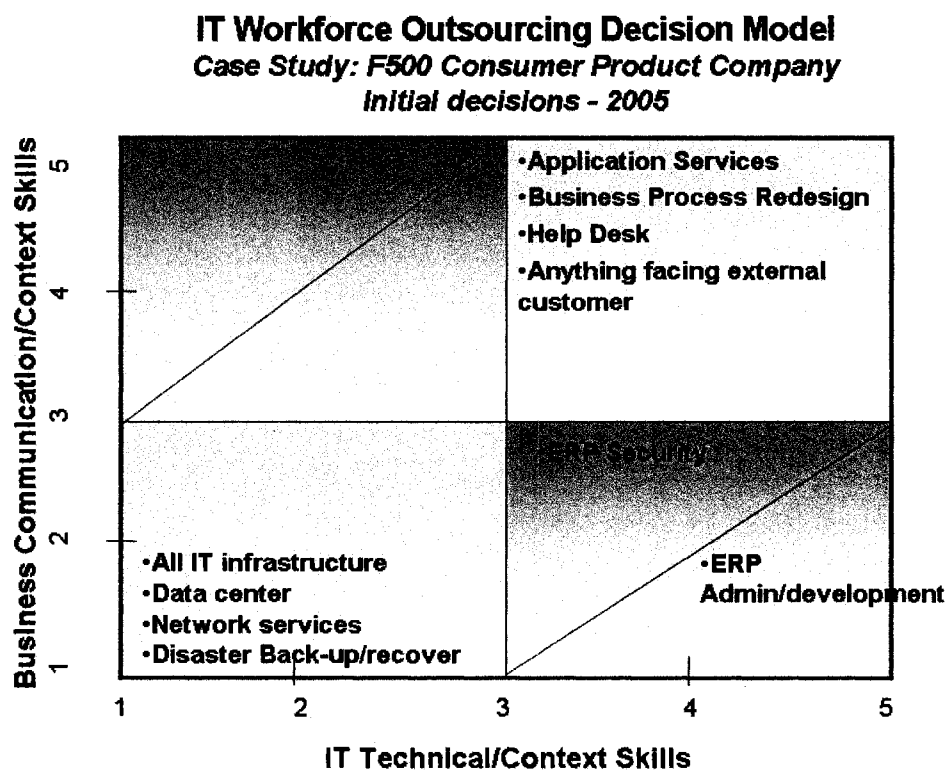 IT Workforce Outsourcing Decision Model
Case Study: F500 Consumer Product Company
Initial decisions - 2005
Business Communication/Context Skills
5
4
3
2
1
•Application Services
•Business Process Redesign
•Help Desk
•Anything facing external
customer
•ERP Security
•All IT infrastructure
•Data center
•Network services
•Disaster Back-up/recover
•ERP
Admin/development
1
2
3
4
5
IT Technical/Context Skills